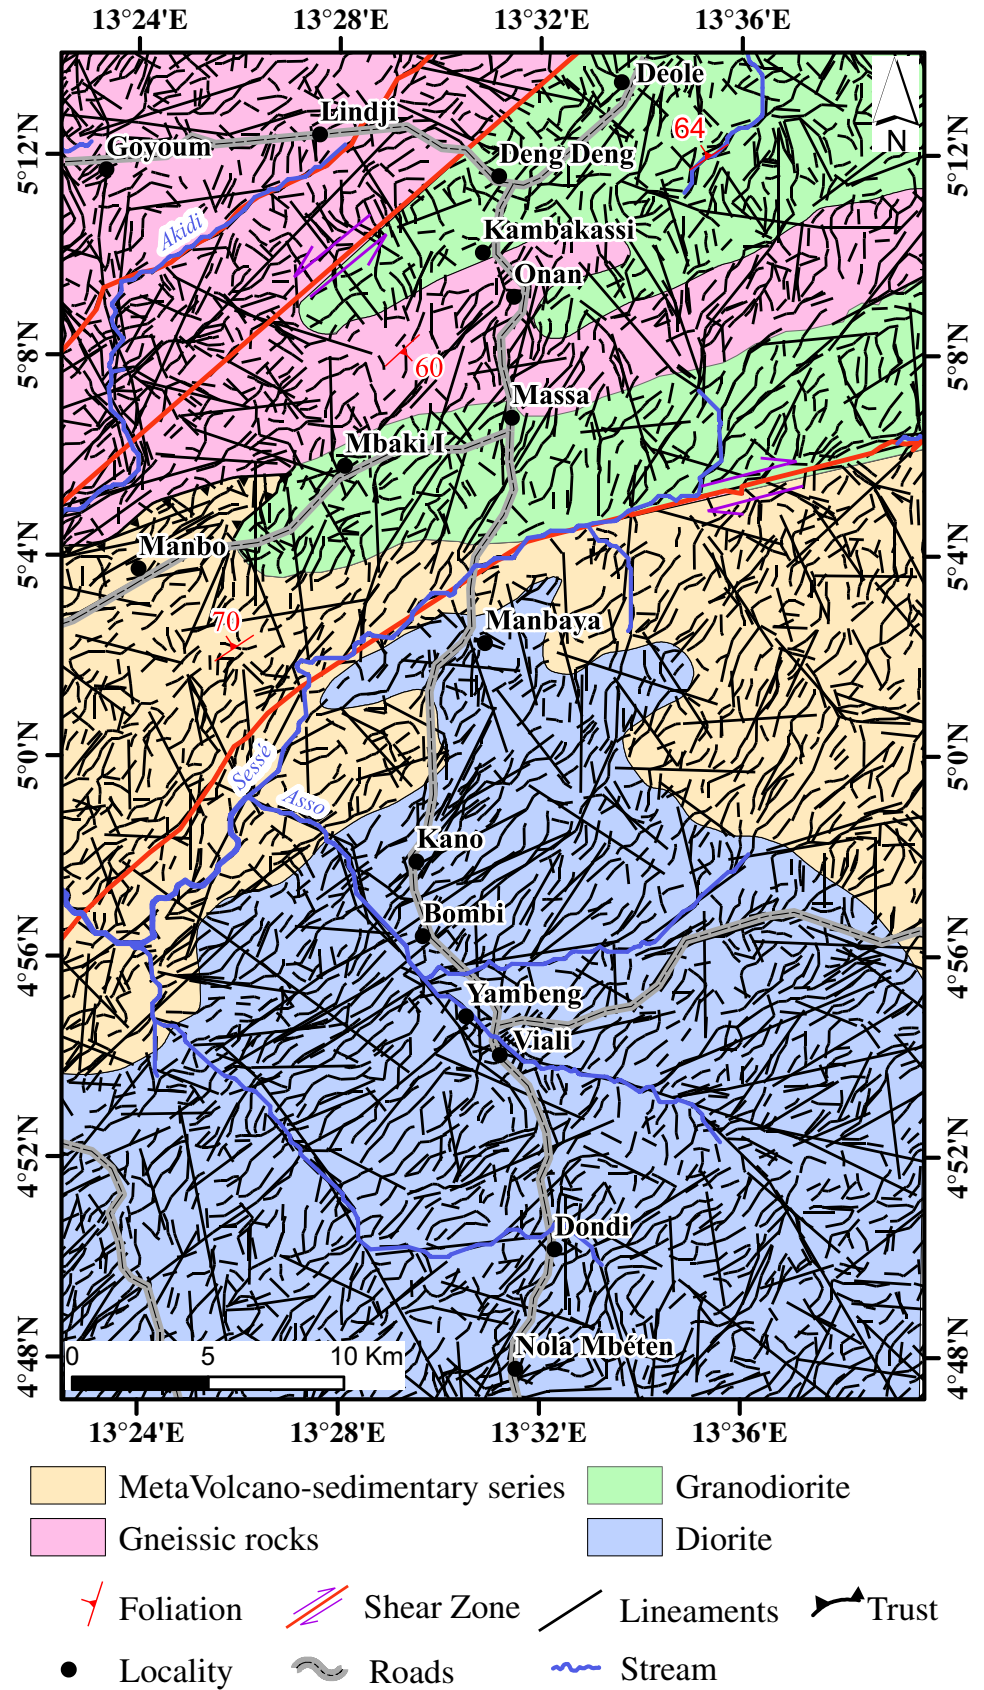 13°24'E 13°28'E 13°32'E 13°36'E
Deole
Lindji
64
Goyoum
Deng Deng
N
5°12'N
5°12'N
Akidi
Kambakassi
Onan
5°8'N
60
5°8'N
Massa
Mbaki I
5°4'N
Manbo
5°4'N
70
Manbaya
5°0'N
Sessé
5°0'N
Asso
Kano
Bombi
4°56'N
4°56'N
Yambeng
Viali
4°52'N
4°52'N
Dondi
4°48'N
Nola Mbéten
4°48'N
0 5 10 Km
13°24'E 13°28'E 13°32'E 13°36'E
MetaVolcano-sedimentary series
Granodiorite
Gneissic rocks
Diorite
Foliation
Shear Zone
Lineaments
Trust
Locality
Roads
Stream